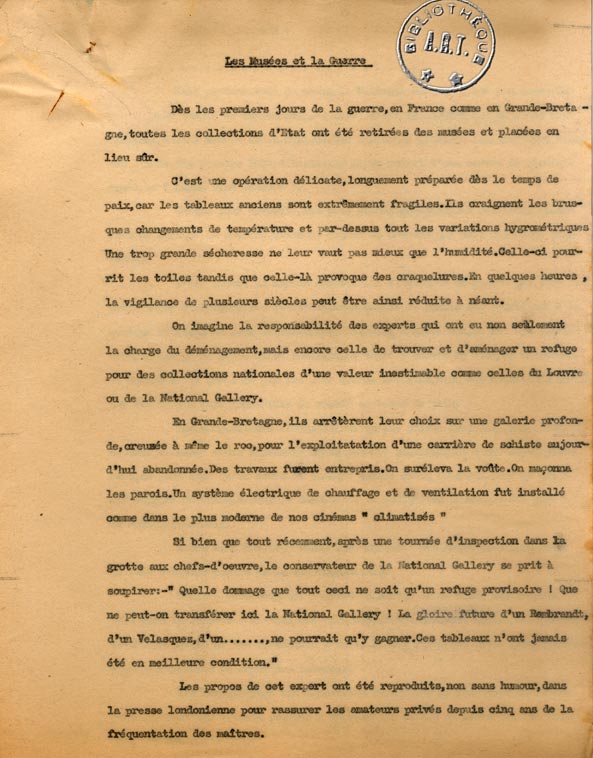 BIBLIOTHÈQUE
A.R.T.
Les Musées et la Guerre
Dès les premiers jours de la guerre,en France comme en Grande-Breta -
gne,toutes les collections d'Etat ont été retirées des musées et placées en
lieu sûr.
C'est une opération délicate,longuement préparée dès le temps de
paix,car les tableaux anciens sont extrêmement fragiles.Ils craignent les brus-
ques changements de température et par-dessus tout les variations hygrométriques
Une trop grande sécheresse ne leur vaut pas mieux que l'humidité.Celle-ci pour-
rit les toiles tandis que celle-là provoque des craquelures.En quelques heures ,
la vigilance de plusieurs siècles peut être ainsi réduite à néant.
On imagine la responsabilité des experts qui ont eu non seûlement
la charge du déménagement,mais encore celle de trouver et d'aménager un refuge
pour des collections nationales d'une valeur inestimable comme celles du Louvre
ou de la National Gallery.
En Grande-Bretagne,ils arrêtèrent leur choix sur une galerie profon-
de,creusée à même le roc,pour l'exploitatation d'une carrière de schiste aujour-
d'hui abandonnée.Des travaux furent entrepris.On suréleva la voûte.On maçonna
les parois.Un système électrique de chauffage et de ventilation fut installé
comme dans le plus moderne de nos cinémas " climatisés "
Si bien que tout récemment,après une tournée d'inspection dans la
grotte aux chefs-d'oeuvre,le conservateur de la National Gellery se prit à
soupirer:-" Quelle dommage que tout ceci ne soit qu'un refuge provisoire ! Que
ne peut-on transférer ici la National Gallery ! La gloire future d'un Rembrandt,
d'un Velasquez,d'un.......,ne pourrait qu'y gagner.Ces tableaux n'ont jamais
été en meilleure condition."
Les propos de cet expert ont été reproduits,non sans humour,dans
la presse londonienne pour rassurer les amateurs privés depuis cinq ans de la
fréquentation des maîtres.